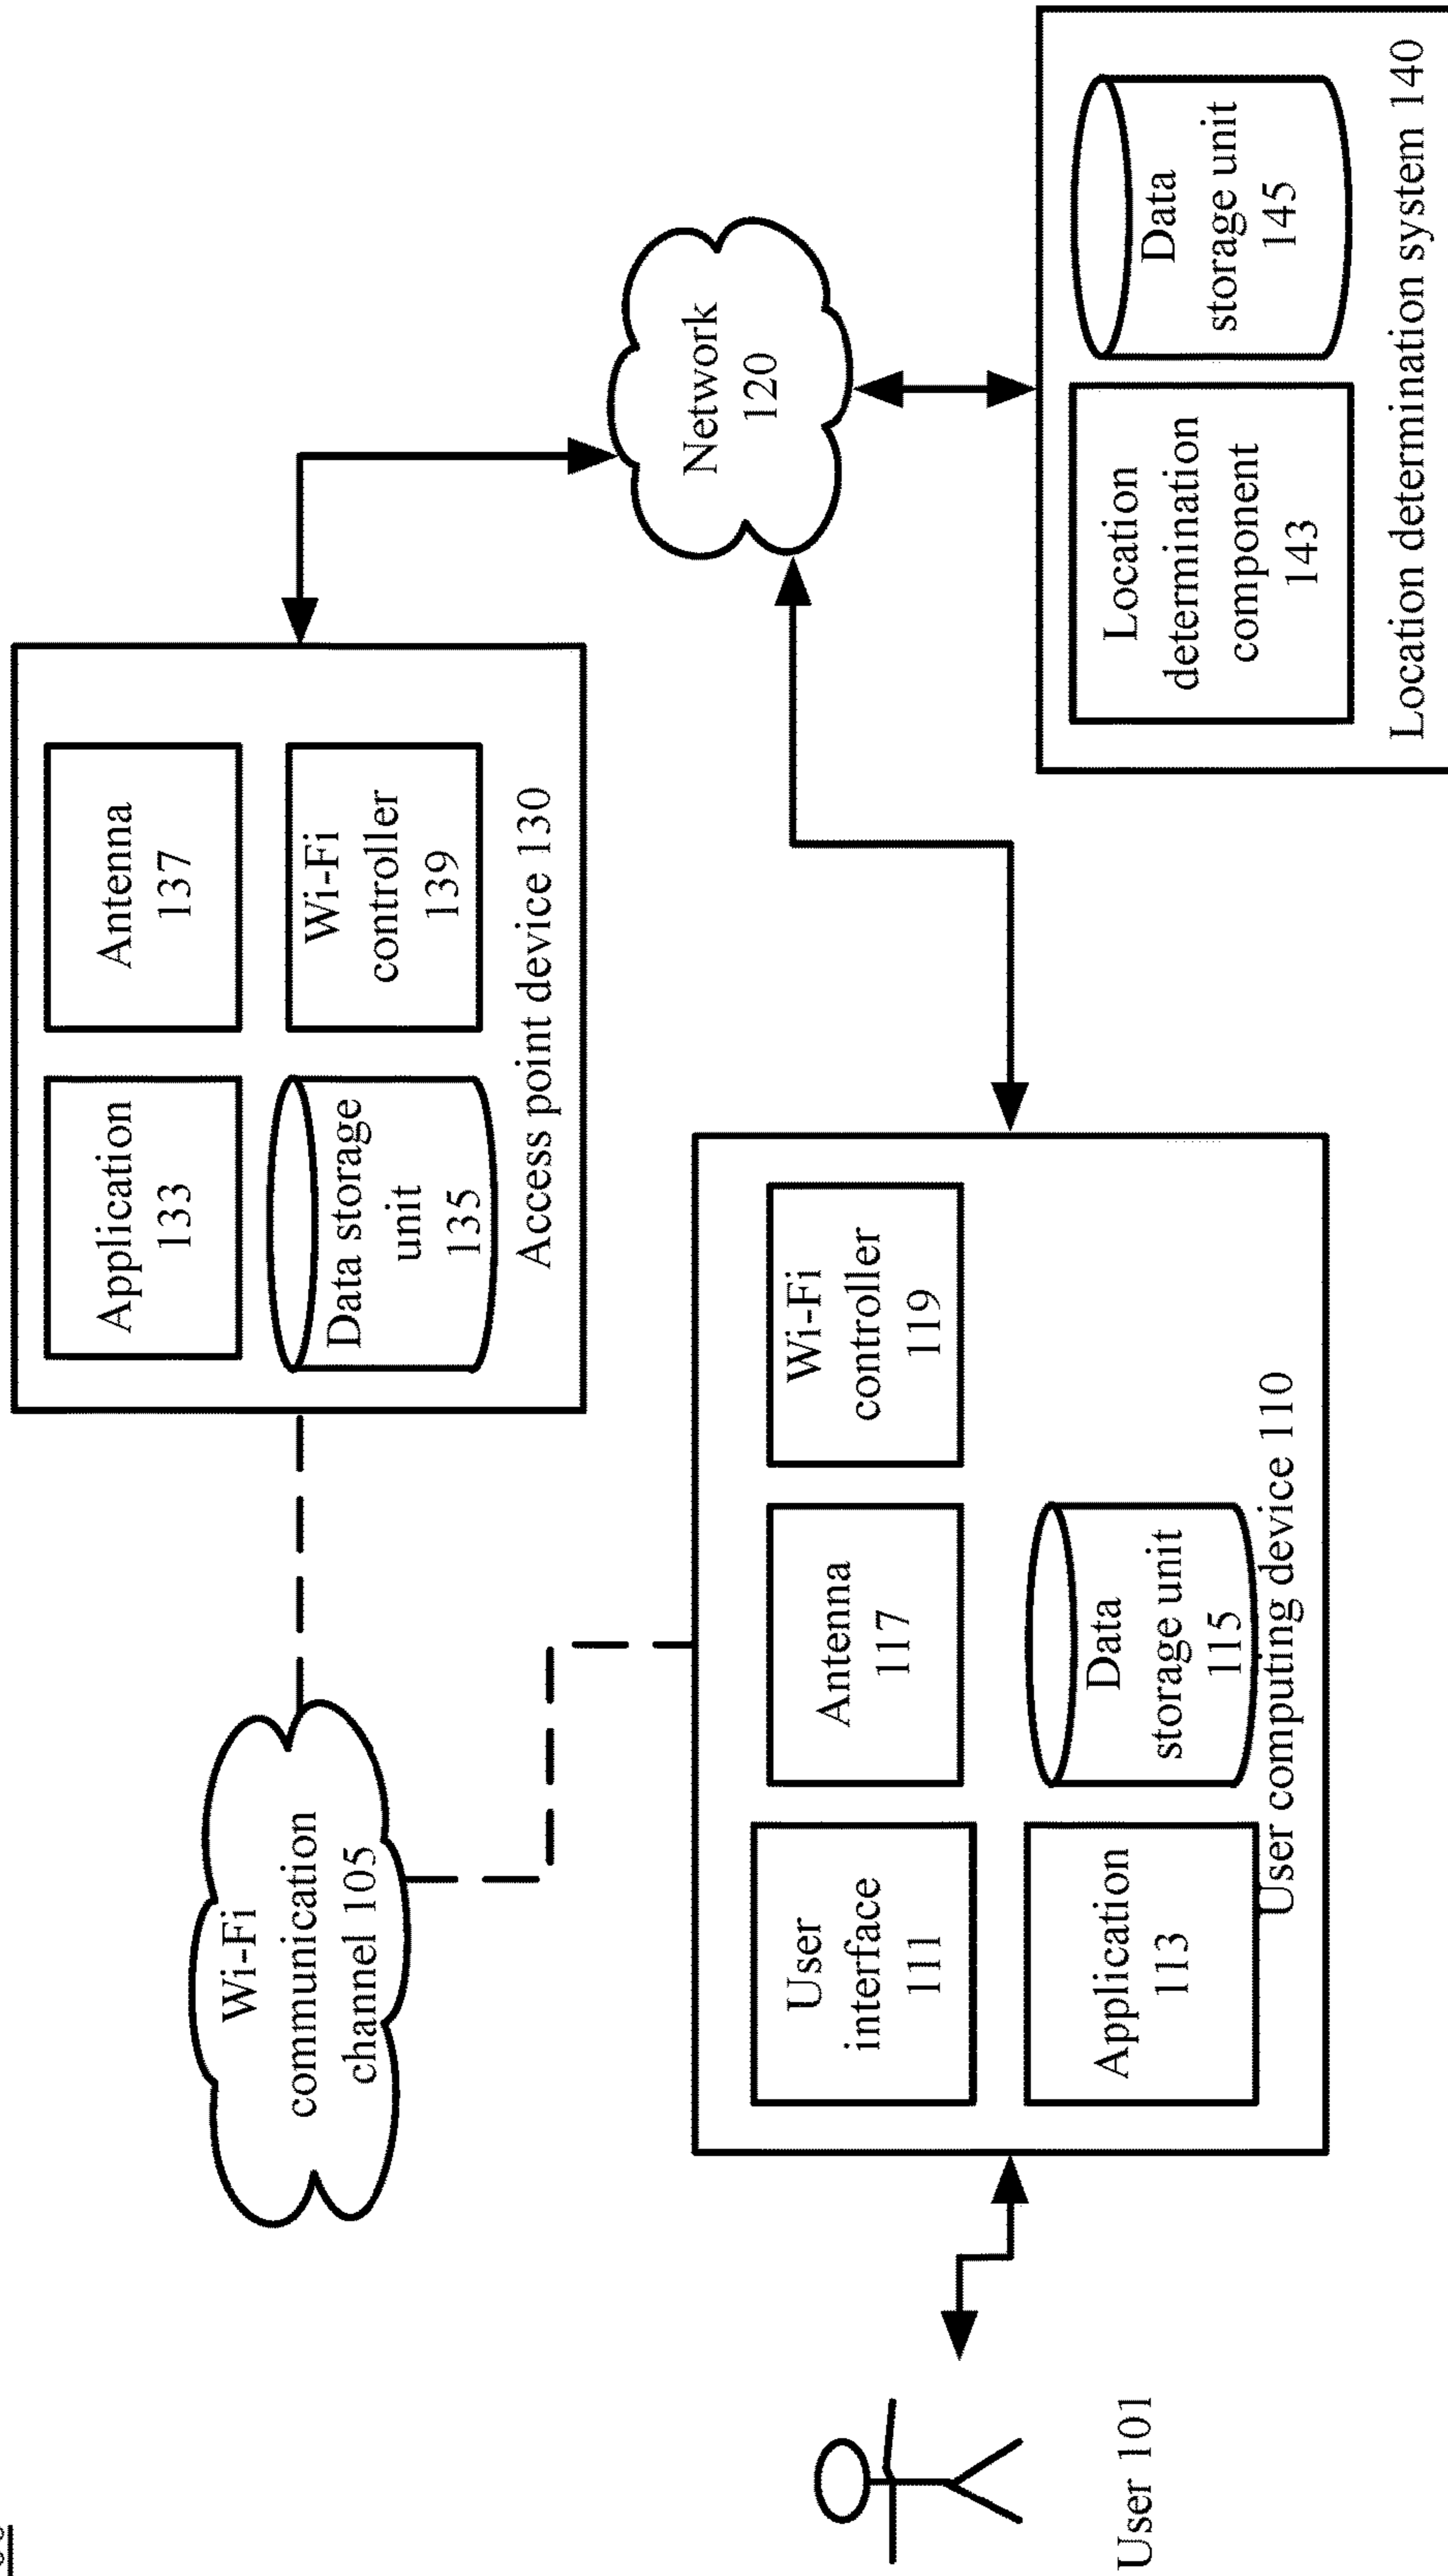 Wi-Fi
communication
channel 105
Application
133
Antenna
137
Data storage
unit
135
Wi-Fi
controller
139
Access point device 130
Network
120
User 101
User
interface
111
Antenna
117
Wi-Fi
controller
119
Application
113
Data
storage unit
115
User computing device 110
Location
determination
component
143
Data
storage unit
145
Location determination system 140